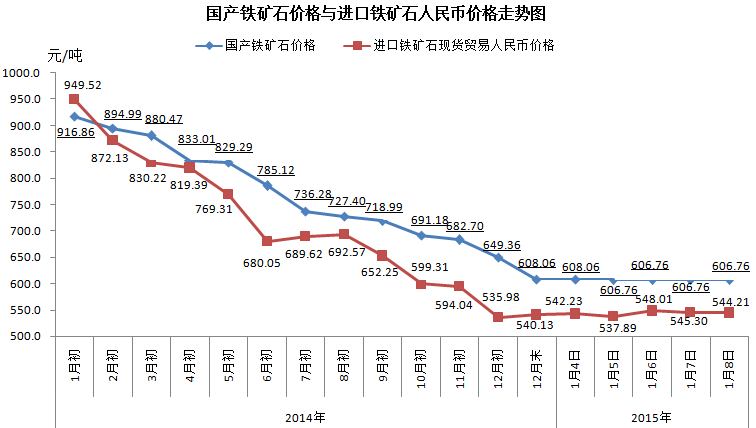 国产铁矿石价格与进口铁矿石人民币价格走势图
国产铁矿石价格 进口铁矿石现货贸易人民币价格
元/吨
1000.0
950.0
900.0
850.0
800.0
750.0
700.0
650.0
600.0
550.0
500.0
916.86 894.99 880.47 833.01 829.29 785.12 736.28 727.40 718.99 691.18 682.70 649.36 608.06 608.06 606.76 606.76 606.76 606.76
949.52 872.13 830.22 819.39 769.31 680.05 689.62 692.57 652.25 599.31 594.04 535.98 540.13 542.23 537.89 548.01 545.30 544.21
1月初 2月初 3月初 4月初 5月初 6月初 7月初 8月初 9月初 10月初 11月初 12月初 12月末 1月4日 1月5日 1月6日 1月7日 1月8日
2014年 2015年